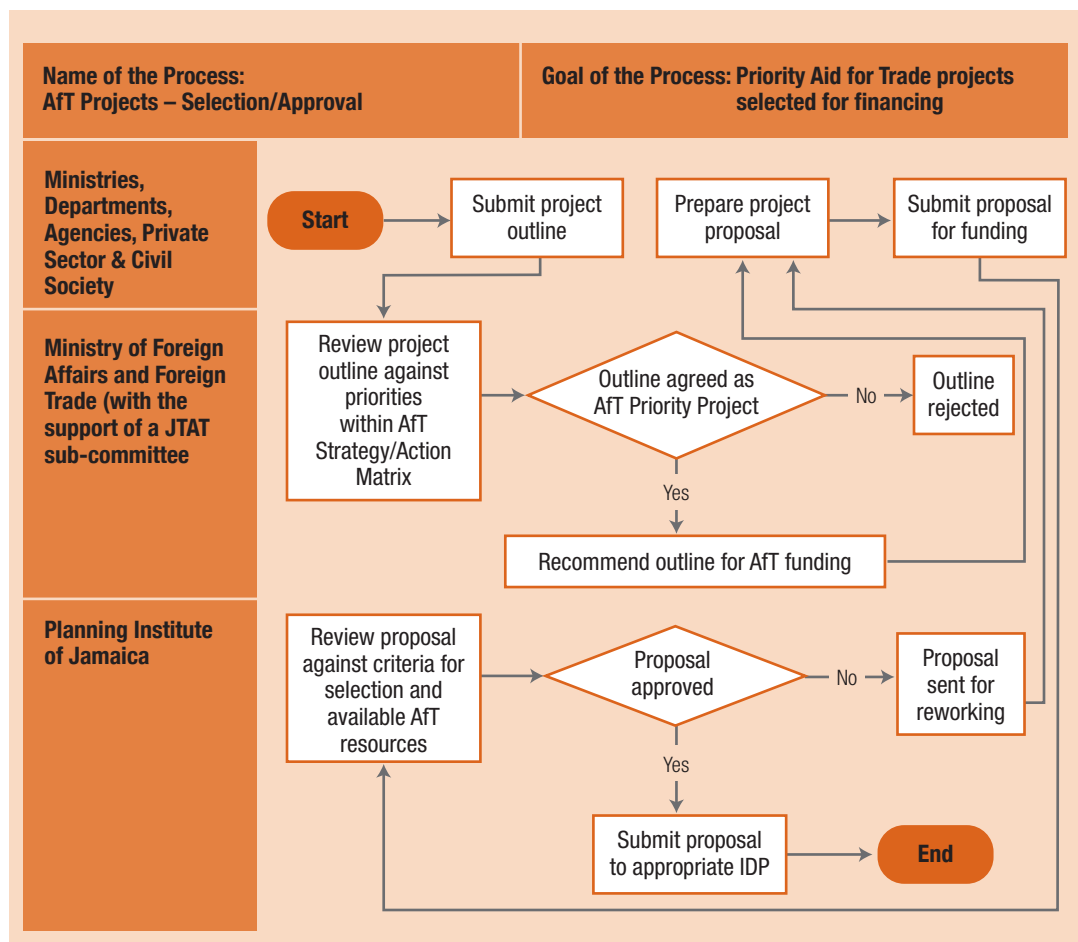 Name of the Process:
AfT Projects – Selection/Approval
Goal of the Process: Priority Aid for Trade projects
selected for financing
Ministries,
Departments,
Agencies, Private
Sector & Civil
Society
Start
Submit project
outline
Prepare project
proposal
Submit proposal
for funding
Ministry of Foreign
Affairs and Foreign
Trade (with the
support of a JTAT
sub-committee
Review project
outline against
priorities
within AfT
Strategy/Action
Matrix
Outline agreed as
AfT Priority Project
No
Outline
rejected
Yes
Recommend outline for AfT funding
Planning Institute
of Jamaica
Review proposal
against criteria for
selection and
available AfT
resources
Proposal
approved
No
Proposal
sent for
reworking
Yes
Submit proposal
to appropriate IDP
End